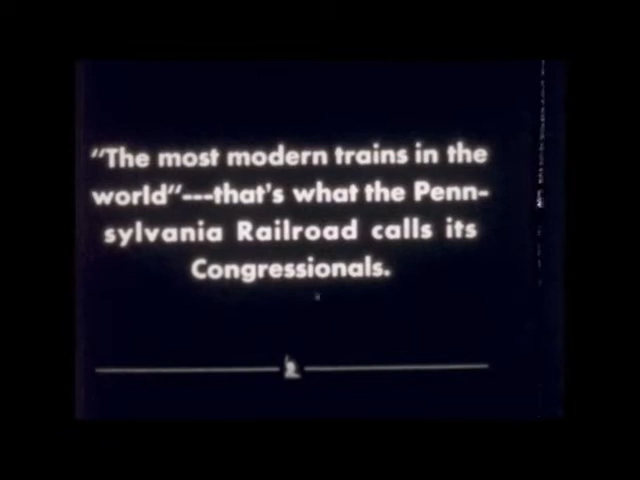 "The most modern trains in the
world"---that's what the Penn-
sylvania Railroad calls its
Congressionals.